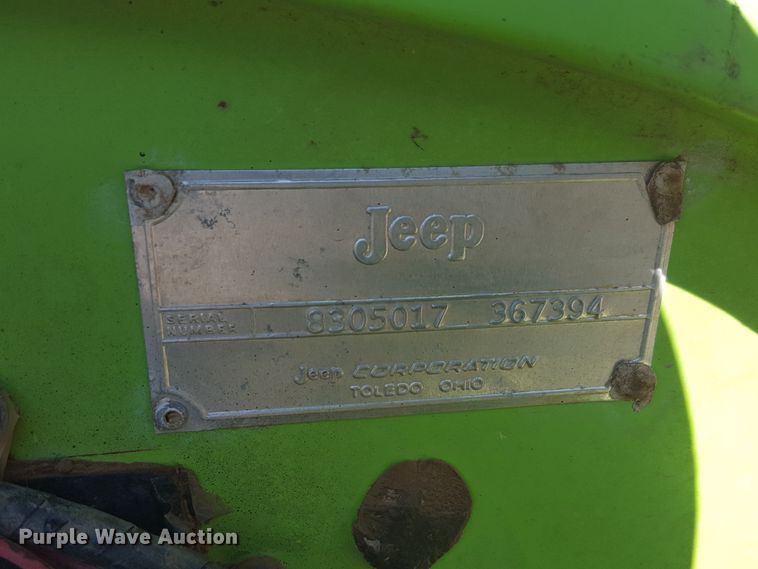 Jeep
SERIAL NUMBER 8305017 367394
Jeep CORPORATION
TOLEDO OHIO
Purple Wave Auction